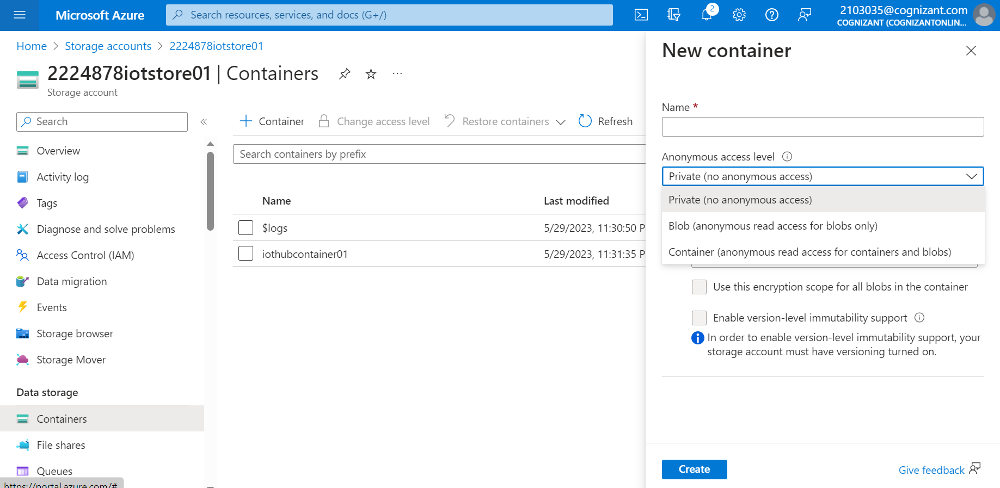 Microsoft Azure
Search resources, services, and docs (G+/)
2
2103035@cognizant.com
COGNIZANT (COGNIZANTONLIN...
Home > Storage accounts > 2224878iotstore01
2224878iotstore01 | Containers
Storage account
Search
Overview
Activity log
Tags
Diagnose and solve problems
Access Control (IAM)
Data migration
Events
Storage browser
Storage Mover
Data storage
Containers
File shares
Queues
https://portal.azure.com/#
Container
Change access level
Restore containers
Refresh
Search containers by prefix
Name Last modified
$logs 5/29/2023, 11:30:50 P
iothubcontainer01 5/29/2023, 11:31:35 P
New container
Name *
Anonymous access level
Private (no anonymous access)
Private (no anonymous access)
Blob (anonymous read access for blobs only)
Container (anonymous read access for containers and blobs)
Use this encryption scope for all blobs in the container
Enable version-level immutability support
In order to enable version-level immutability support, your
storage account must have versioning turned on.
Create
Give feedback